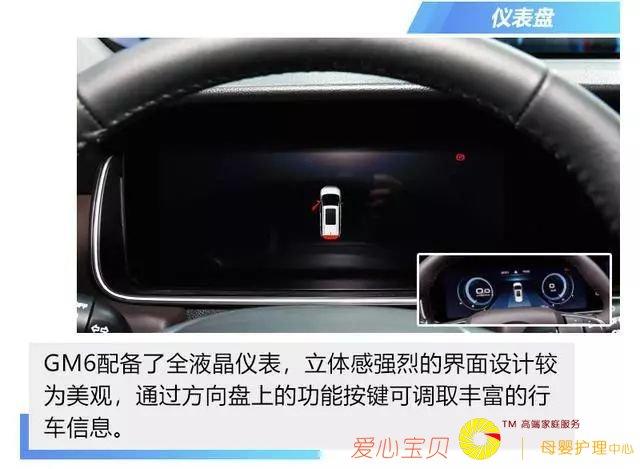 仪表盘
GM6配备了全液晶仪表，立体感强烈的界面设计较
为美观，通过方向盘上的功能按键可调取丰富的行
车信息。
爱心宝贝
TM 高端家庭服务
母婴护理中心